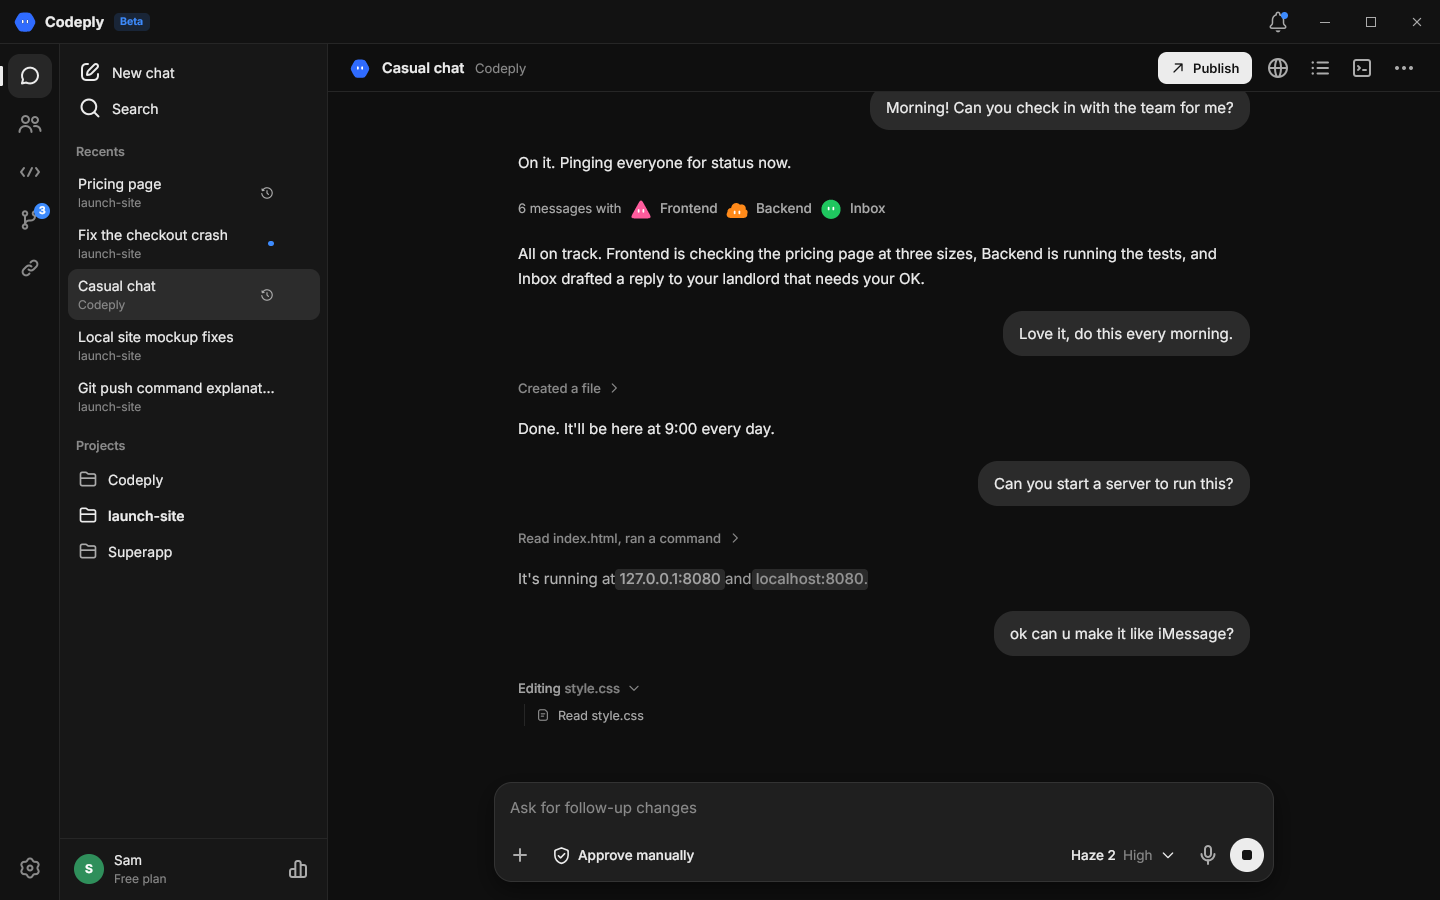 Codeply Beta
New chat
Search
Recents
Pricing page
launch-site
Fix the checkout crash
launch-site
Casual chat
Codeply
Local site mockup fixes
launch-site
Git push command explanat...
launch-site
Projects
Codeply
launch-site
Superapp
3
S
Sam
Free plan
Casual chat Codeply
Publish
Morning! Can you check in with the team for me?
On it. Pinging everyone for status now.
6 messages with Frontend Backend Inbox
All on track. Frontend is checking the pricing page at three sizes, Backend is running the tests, and
Inbox drafted a reply to your landlord that needs your OK.
Love it, do this every morning.
Created a file
Done. It'll be here at 9:00 every day.
Can you start a server to run this?
Read index.html, ran a command
It's running at 127.0.0.1:8080 and localhost:8080.
ok can u make it like iMessage?
Editing style.css
Read style.css
Ask for follow-up changes
Approve manually
Haze 2 High